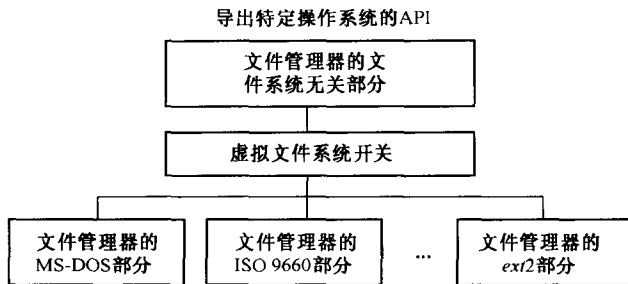 导出特定操作系统的API
文件管理器的文
件系统无关部分
虚拟文件系统开关
文件管理器的
MS-DOS部分
文件管理器的
ISO 9660部分
...
文件管理器的
ext2部分